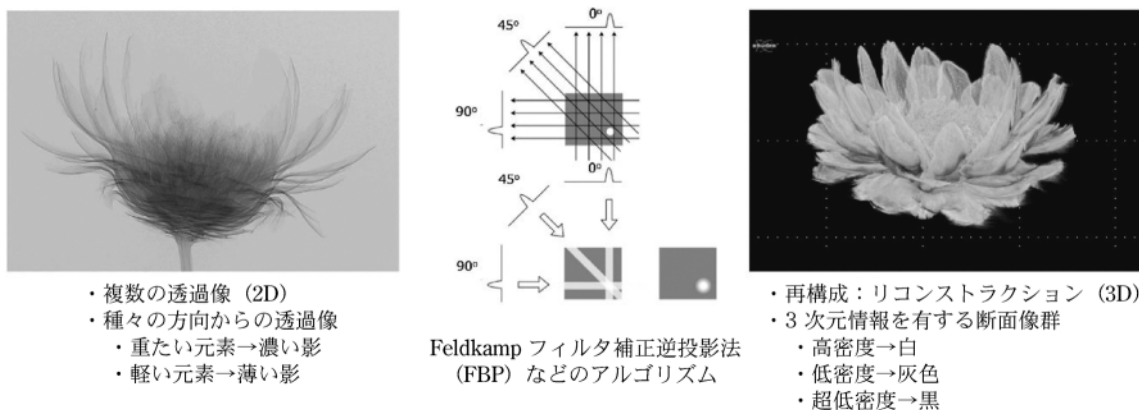 45°
0°
90°
0°
45°
90°
・複数の透過像（2D）
・種々の方向からの透過像
・重たい元素→濃い影
・軽い元素→薄い影
Feldkamp フィルタ補正逆投影法
（FBP）などのアルゴリズム
・再構成：リコンストラクション（3D）
・3 次元情報を有する断面像群
・高密度→白
・低密度→灰色
・超低密度→黒